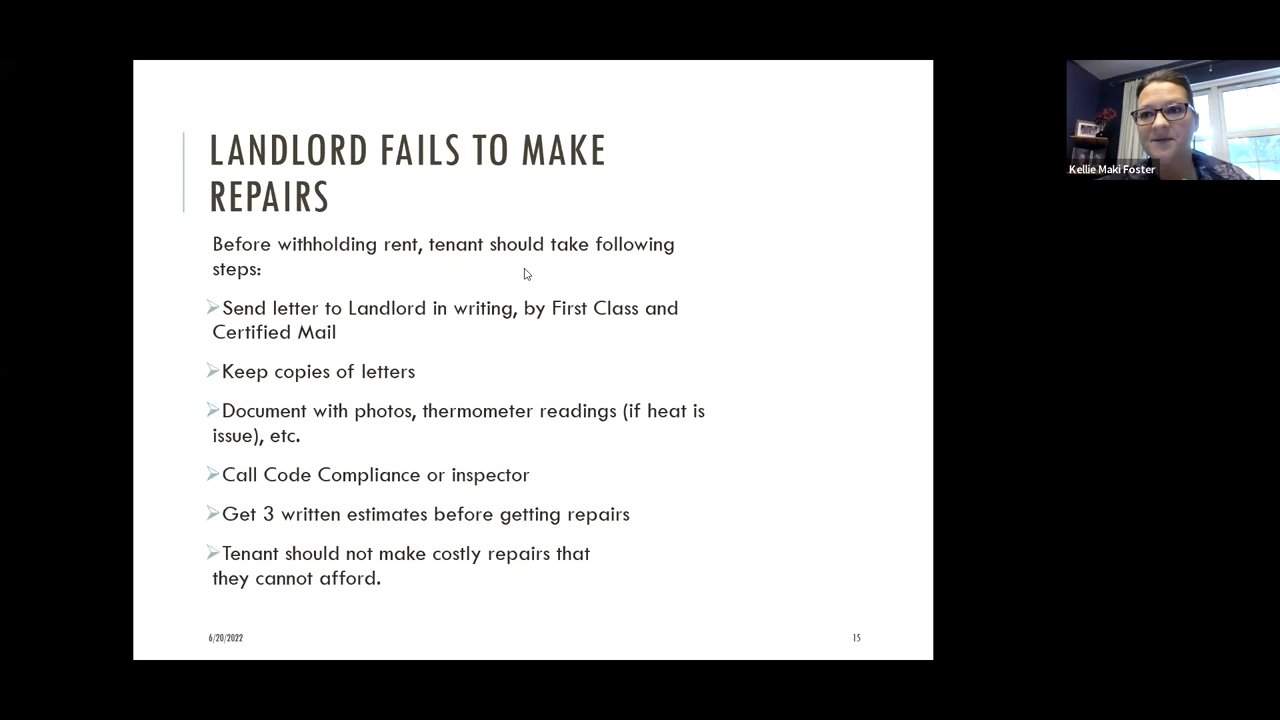 LANDLORD FAILS TO MAKE
REPAIRS
Before withholding rent, tenant should take following
steps:
Send letter to Landlord in writing, by First Class and
Certified Mail
Keep copies of letters
Document with photos, thermometer readings (if heat is
issue), etc.
Call Code Compliance or inspector
Get 3 written estimates before getting repairs
Tenant should not make costly repairs that
they cannot afford.
6/20/2022
15
Kellie Maki Foster